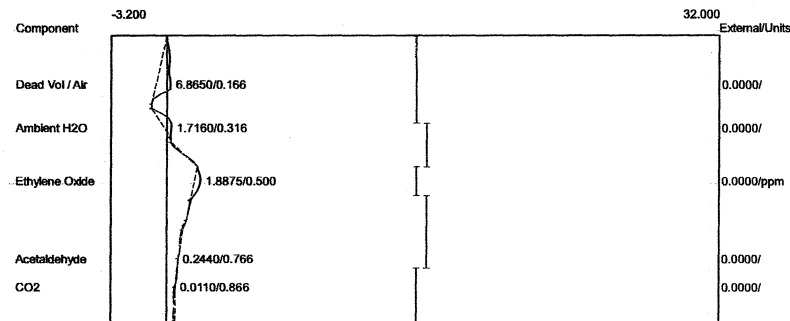 -3.200 32.000
Component External/Units
Dead Vol / Air 6.8650/0.166 0.0000/
Ambient H2O 1.7160/0.316 0.0000/
Ethylene Oxide 1.8875/0.500 0.0000/ppm
Acetaldehyde 0.2440/0.766 0.0000/
CO2 0.0110/0.866 0.0000/